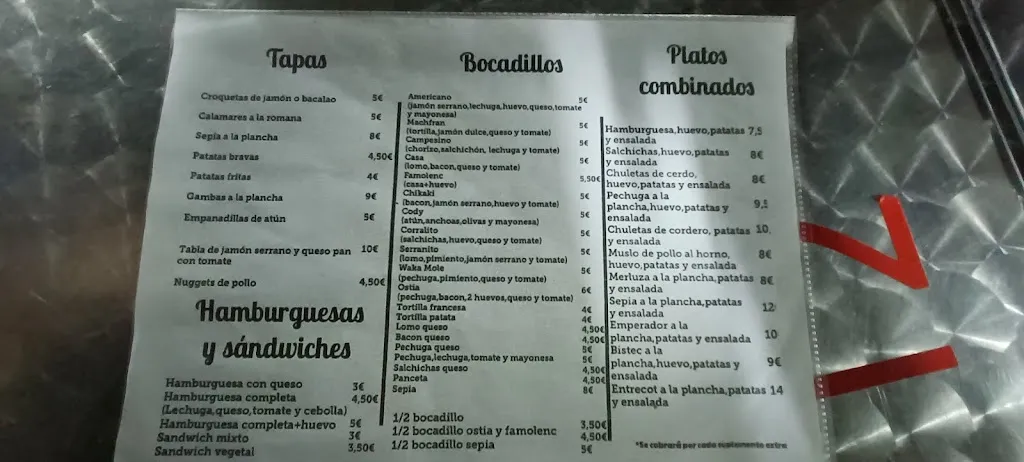 Tapas
Croquetas de jamón o bacalao 5€
Calamares a la romana 5€
Sepia a la plancha 8€
Patatas bravas 4,50€
Patatas fritas 4€
Gambas a la plancha 9€
Empanadillas de atún 5€
Tabla de jamón serrano y queso pan 10€
con tomate
Nuggets de pollo 4,50€
Hamburguesas
y sándwiches
Hamburguesa con queso 3€
Hamburguesa completa 4,50€
(Lechuga,queso,tomate y cebolla)
Hamburguesa completa+huevo 5€
Sandwich mixto 3€
Sandwich vegetal 3,50€
Bocadillos
Americano 5€
(jamón serrano,lechuga,huevo,queso,tomate
y mayonesa)
Machfran 5€
(tortilla,jamón dulce,queso y tomate)
Campesino 5€
(chorizo,salchichón, lechuga y tomate)
Casa 5€
(lomo,bacon,queso y tomate)
Famolenc 5,50€
(casa+huevo)
Chikaki 5€
(bacon,jamón serrano,huevo y tomate)
Cody 5€
(atún,anchoas,olivas y mayonesa)
Corralito 5€
(salchichas,huevo,queso y tomate)
Serranito 5€
(lomo,pimiento,jamón serrano y tomate)
Waka Mole 5€
(pechuga,pimiento,queso y tomate)
Ostia 6€
(pechuga,bacon,2 huevos,queso y tomate)
Tortilla francesa 4€
Tortilla patata 4€
Lomo queso 4,50€
Bacon queso 4,50€
Pechuga queso 5€
Pechuga,lechuga,tomate y mayonesa 5€
Salchichas queso 4,50€
Panceta 4,50€
Sepia 8€
1/2 bocadillo 3,50€
1/2 bocadillo ostia y famolenc 4,50€
1/2 bocadillo sepia 5€
Platos
combinados
Hamburguesa,huevo,patatas 7,5
y ensalada
Salchichas,huevo,patatas 8€
y ensalada
Chuletas de cerdo, 8€
huevo,patatas y ensalada
Pechuga a la
plancha,huevo,patatas y 9,5
ensalada
Chuletas de cordero, patatas 10,
y ensalada
Muslo de pollo al horno, 8€
huevo,patatas y ensalada
Merluza a la plancha,patatas 8€
y ensalada
Sepia a la plancha,patatas 12
y ensalada
Emperador a la
plancha,patatas y ensalada 10
Bistec a la
plancha,huevo,patatas y 9€
ensalada
Entrecot a la plancha,patatas 14
y ensalada
*Se cobrará por cada suplemento extra